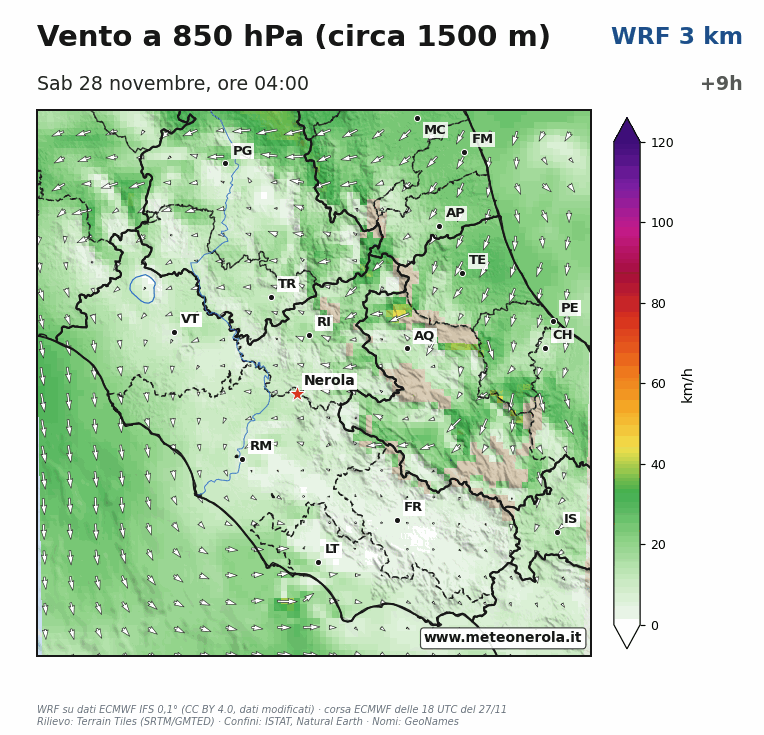 Vento a 850 hPa (circa 1500 m)
WRF 3 km
Sab 28 novembre, ore 04:00
+9h
MC
FM
PG
AP
TE
TR
PE
VT
RI
AQ
CH
Nerola
RM
FR
IS
LT
www.meteonerola.it
120
100
80
60
40
20
0
km/h
WRF su dati ECMWF IFS 0,1° (CC BY 4.0, dati modificati) · corsa ECMWF delle 18 UTC del 27/11
Rilievo: Terrain Tiles (SRTM/GMTED) · Confini: ISTAT, Natural Earth · Nomi: GeoNames